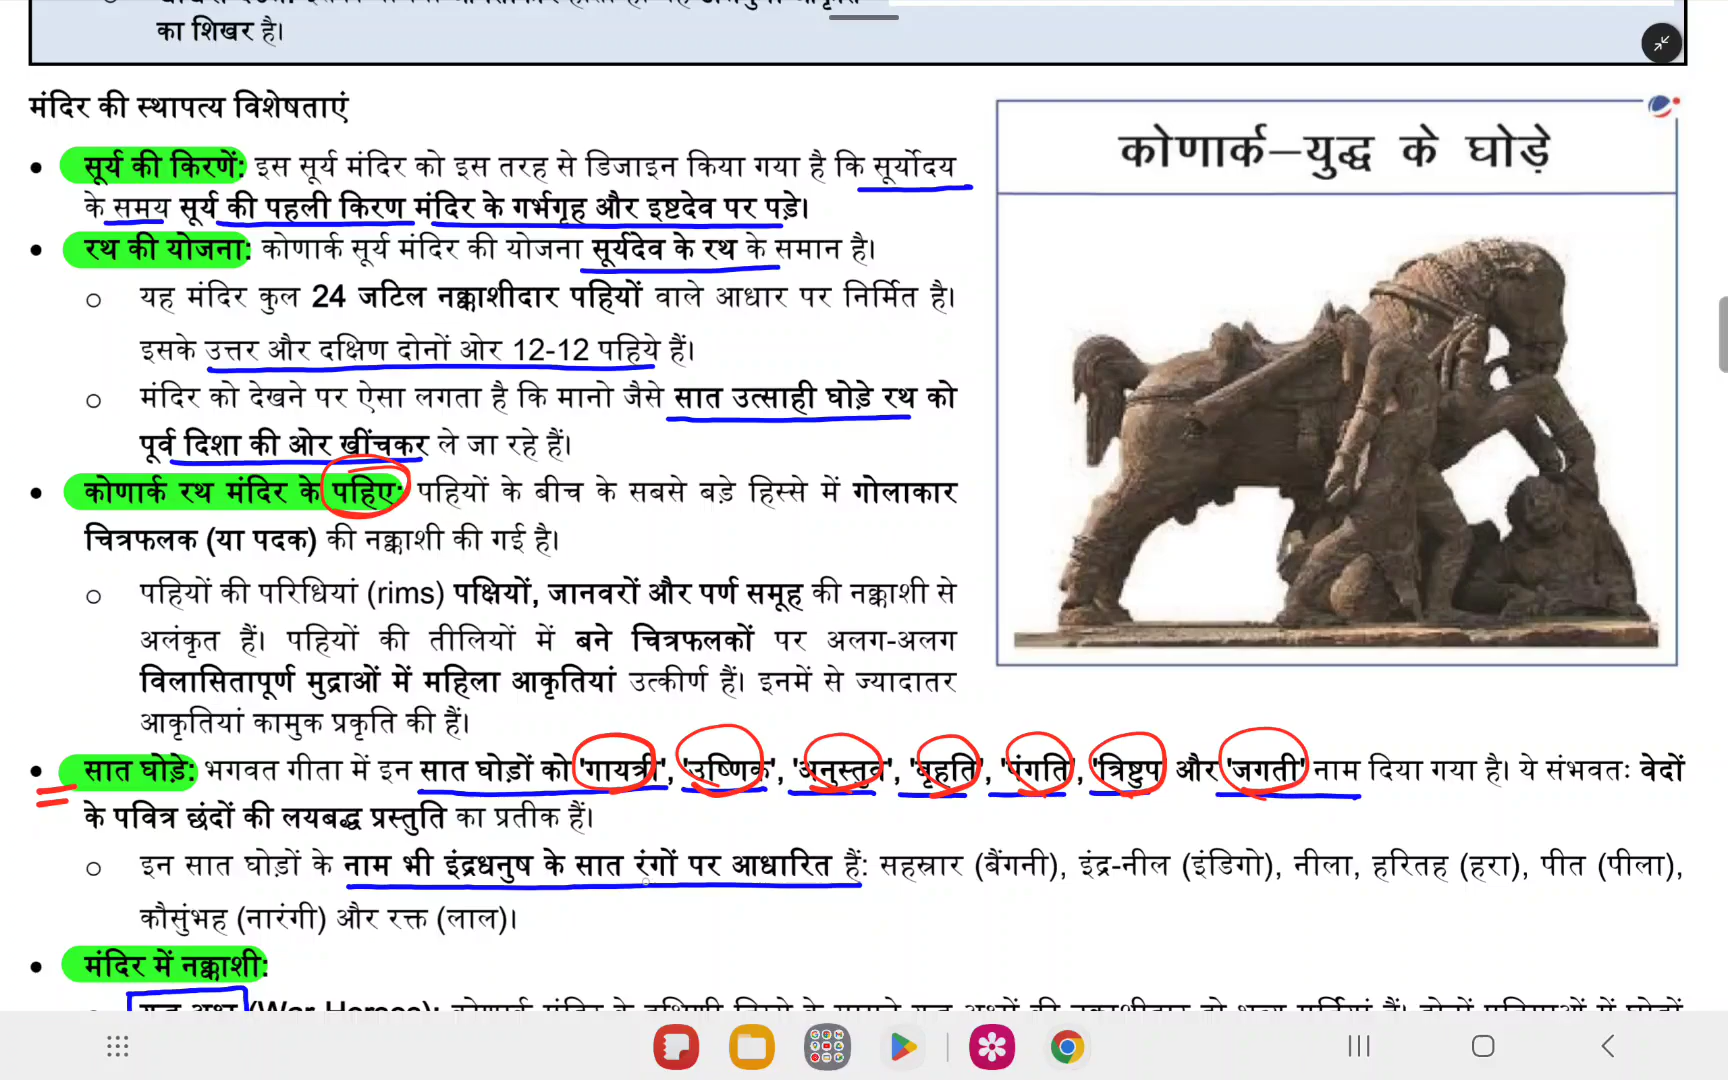 का शिखर है।
मंदिर की स्थापत्य विशेषताएं
कोणार्क–युद्ध के घोड़े
• सूर्य की किरणें: इस सूर्य मंदिर को इस तरह से डिजाइन किया गया है कि सूर्योदय
के समय सूर्य की पहली किरण मंदिर के गर्भगृह और इष्टदेव पर पड़े।
• रथ की योजना: कोणार्क सूर्य मंदिर की योजना सूर्यदेव के रथ के समान है।
o यह मंदिर कुल 24 जटिल नक्काशीदार पहियों वाले आधार पर निर्मित है।
इसके उत्तर और दक्षिण दोनों ओर 12-12 पहिये हैं।
o मंदिर को देखने पर ऐसा लगता है कि मानो जैसे सात उत्साही घोड़े रथ को
पूर्व दिशा की ओर खींचकर ले जा रहे हैं।
• कोणार्क रथ मंदिर के पहिए: पहियों के बीच के सबसे बड़े हिस्से में गोलाकार
चित्रफलक (या पदक) की नक्काशी की गई है।
o पहियों की परिधियां (rims) पक्षियों, जानवरों और पर्ण समूह की नक्काशी से
अलंकृत हैं। पहियों की तीलियों में बने चित्रफलकों पर अलग-अलग
विलासितापूर्ण मुद्राओं में महिला आकृतियां उत्कीर्ण हैं। इनमें से ज्यादातर
आकृतियां कामुक प्रकृति की हैं।
• सात घोड़े: भगवत गीता में इन सात घोड़ों को 'गायत्री', 'उष्णिक', 'अनुस्तुव', 'बृहति', 'पंगति', 'त्रिष्टुप और 'जगती' नाम दिया गया है। ये संभवतः वेदों
के पवित्र छंदों की लयबद्ध प्रस्तुति का प्रतीक हैं।
o इन सात घोड़ों के नाम भी इंद्रधनुष के सात रंगों पर आधारित हैं: सहस्रार (बैंगनी), इंद्र-नील (इंडिगो), नीला, हरितह (हरा), पीत (पीला),
कौसुंभह (नारंगी) और रक्त (लाल)।
• मंदिर में नक्काशी:
(War Horses):